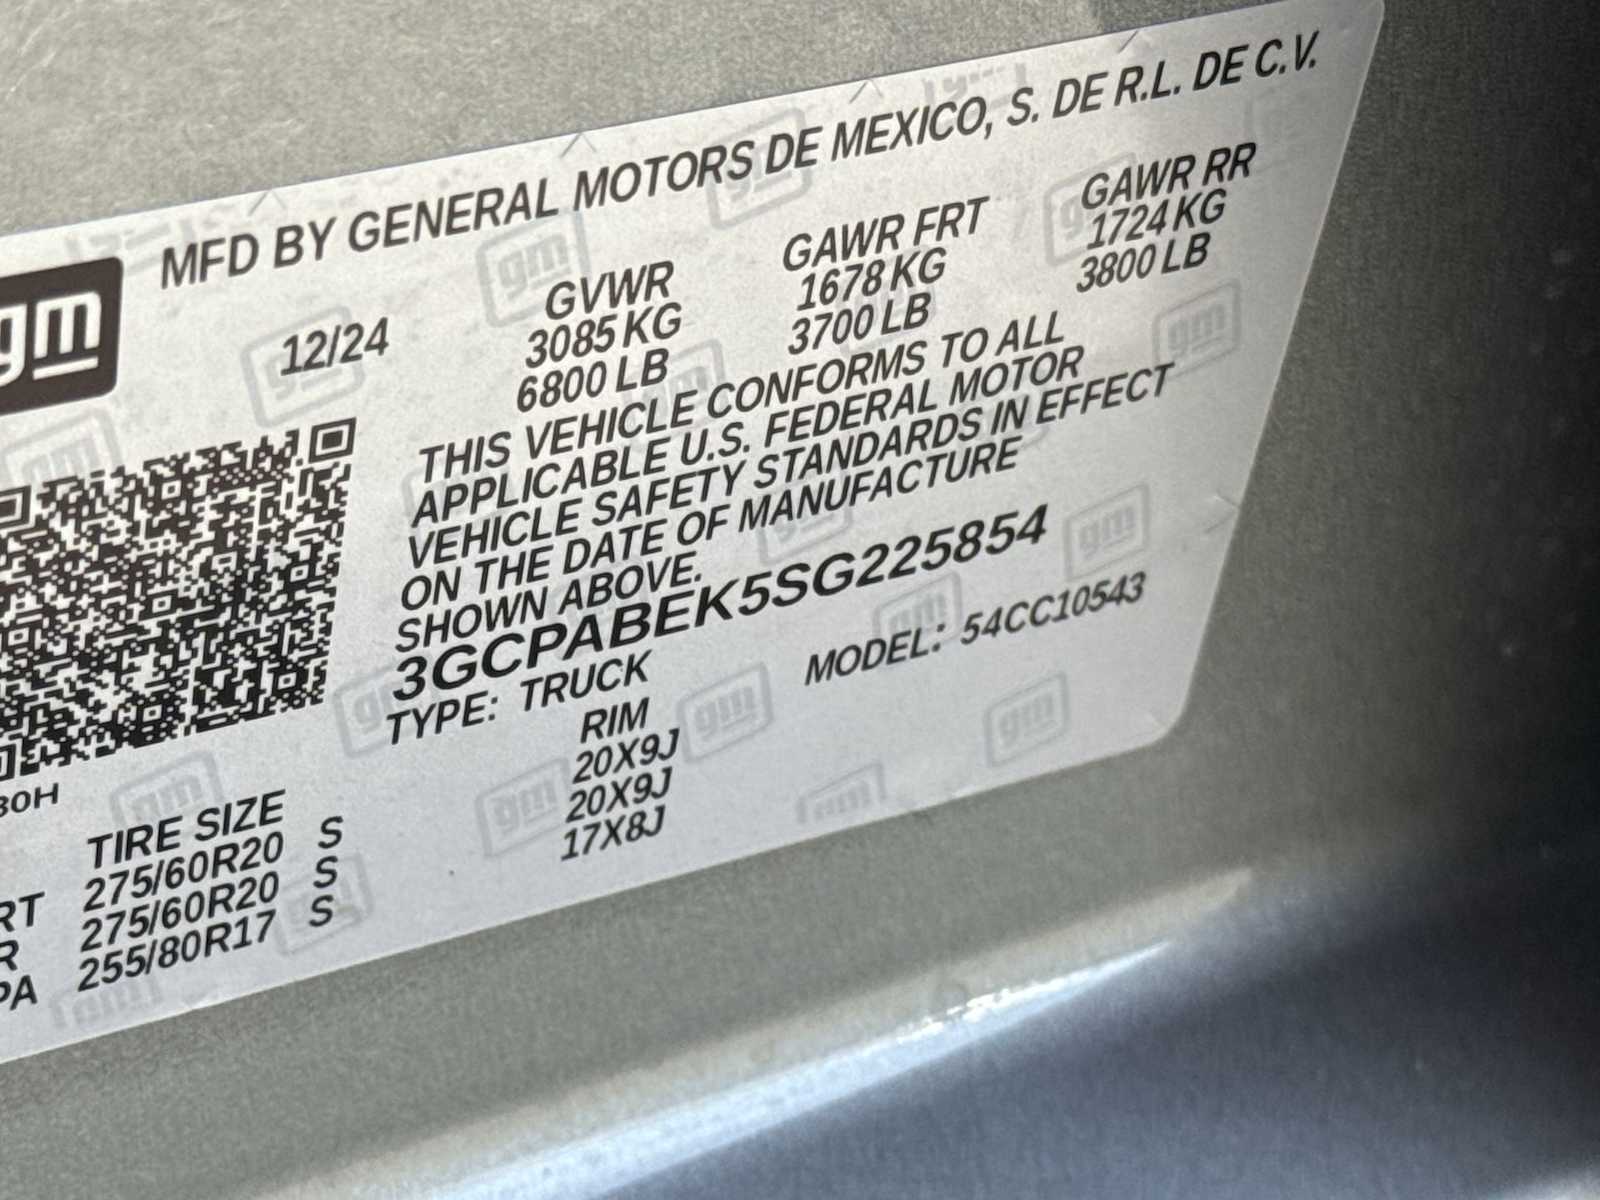 MFD BY GENERAL MOTORS DE MEXICO, S. DE R.L. DE C.V.
gm
12/24
GVWR GAWR FRT GAWR RR
3085 KG 1678 KG 1724 KG
6800 LB 3700 LB 3800 LB
THIS VEHICLE CONFORMS TO ALL
APPLICABLE U.S. FEDERAL MOTOR
VEHICLE SAFETY STANDARDS IN EFFECT
ON THE DATE OF MANUFACTURE
SHOWN ABOVE.
3GCPABEK5SG225854
TYPE: TRUCK MODEL: 54CC10543
TIRE SIZE RIM
275/60R20 S 20X9J
275/60R20 S 20X9J
255/80R17 S 17X8J